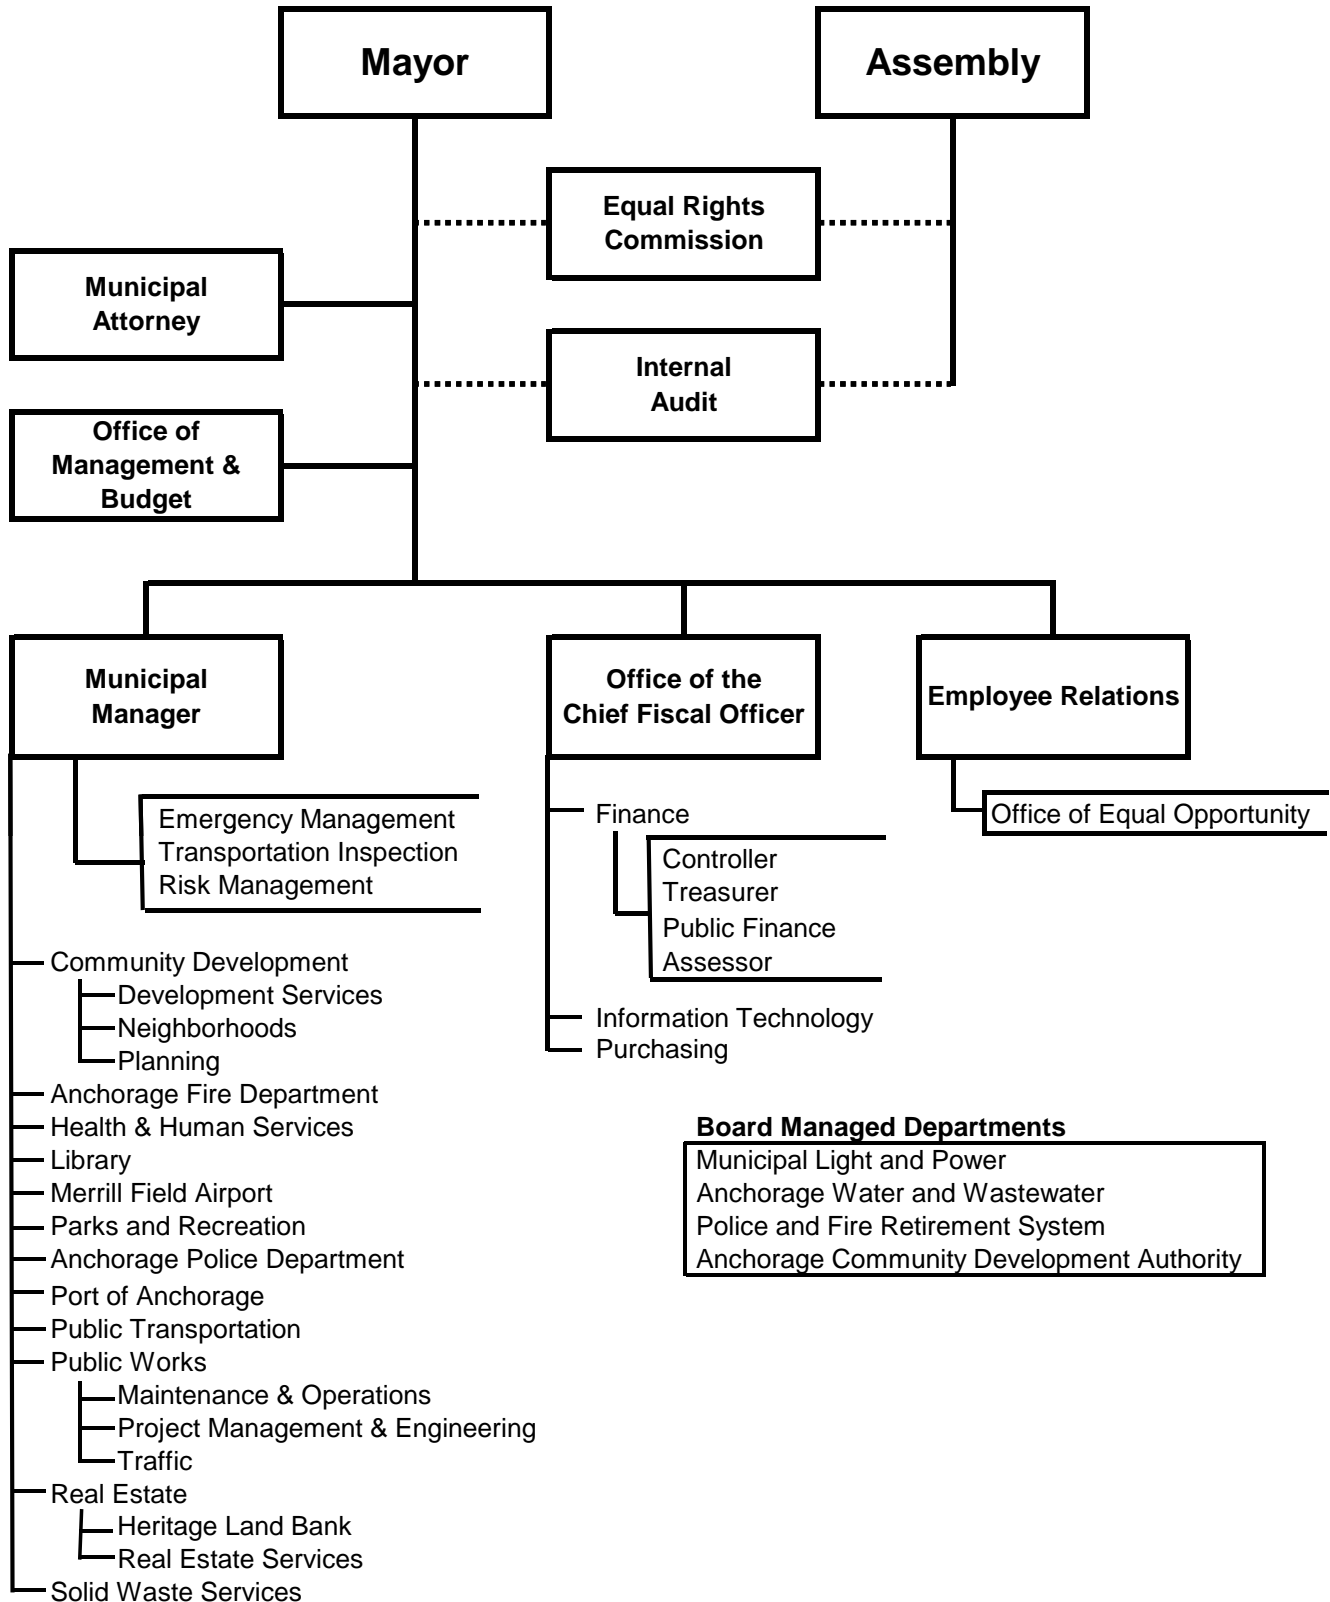 Mayor
Assembly
Equal Rights
Commission
Municipal
Attorney
Internal
Audit
Office of
Management &
Budget
Municipal
Manager
Office of the
Chief Fiscal Officer
Employee Relations
Emergency Management
Transportation Inspection
Risk Management
Community Development
Development Services
Neighborhoods
Planning
Anchorage Fire Department
Health & Human Services
Library
Merrill Field Airport
Parks and Recreation
Anchorage Police Department
Port of Anchorage
Public Transportation
Public Works
Maintenance & Operations
Project Management & Engineering
Traffic
Real Estate
Heritage Land Bank
Real Estate Services
Solid Waste Services
Finance
Controller
Treasurer
Public Finance
Assessor
Information Technology
Purchasing
Office of Equal Opportunity
Board Managed Departments
Municipal Light and Power
Anchorage Water and Wastewater
Police and Fire Retirement System
Anchorage Community Development Authority